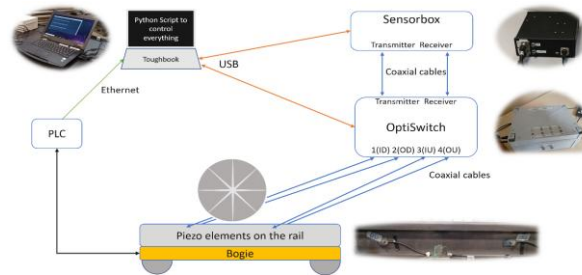 Python Script to
control
everything
Toughbook
Sensorbox
Transmitter Receiver
USB
Ethernet
Coaxial cables
Transmitter Receiver
OptiSwitch
PLC
1(ID) 2(OD) 3(IU) 4(OU)
Coaxial cables
Piezo elements on the rail
Bogie